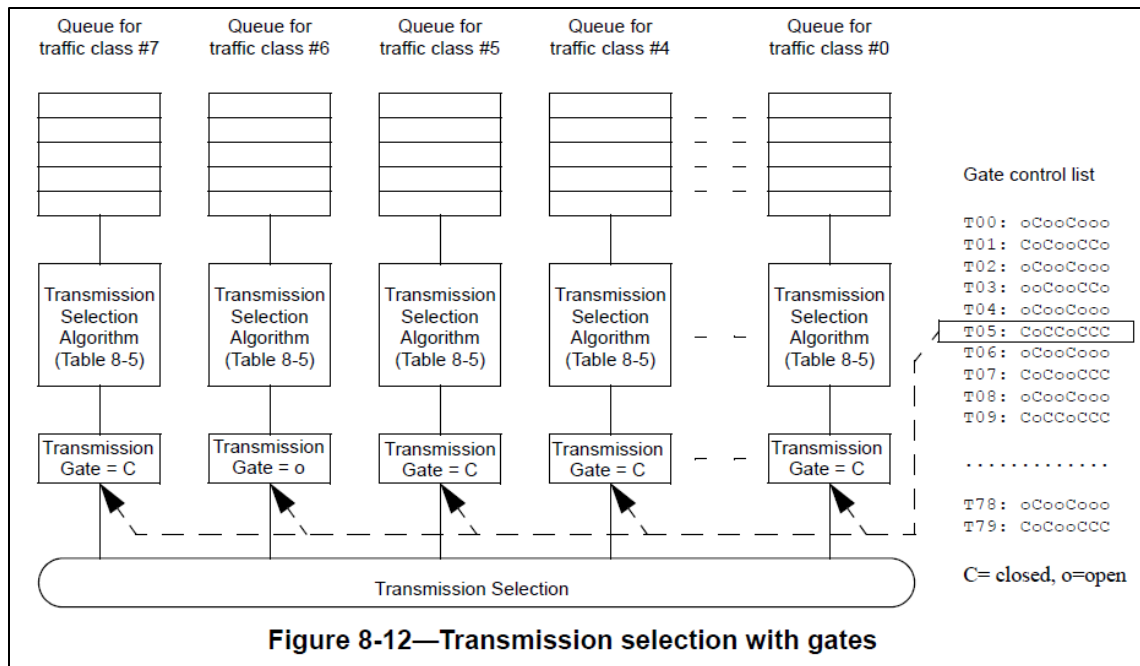 Queue for
traffic class #7
Queue for
traffic class #6
Queue for
traffic class #5
Queue for
traffic class #4
Queue for
traffic class #0
Transmission
Selection
Algorithm
(Table 8-5)
Transmission
Selection
Algorithm
(Table 8-5)
Transmission
Selection
Algorithm
(Table 8-5)
Transmission
Selection
Algorithm
(Table 8-5)
Transmission
Selection
Algorithm
(Table 8-5)
Transmission
Gate = C
Transmission
Gate = o
Transmission
Gate = C
Transmission
Gate = C
Transmission
Gate = C
Transmission Selection
Gate control list
T00: oCooCooo
T01: CoCooCCo
T02: oCooCooo
T03: ooCooCCo
T04: oCooCooo
T05: CoCCoCCC
T06: oCooCooo
T07: CoCooCCC
T08: oCooCooo
T09: CoCCoCCC
.............
T78: oCooCooo
T79: CoCooCCC
C= closed, o=open
Figure 8-12—Transmission selection with gates